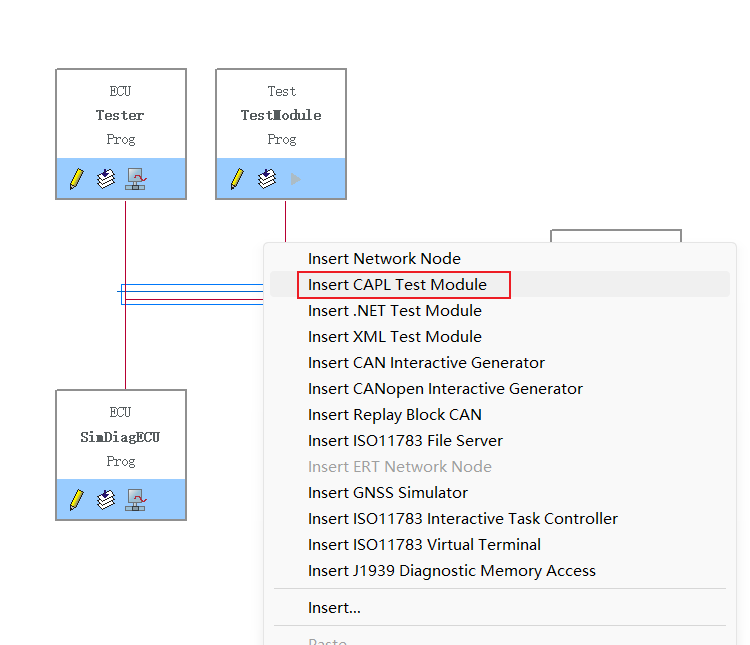 ECU
Tester
Prog
Test
TestModule
Prog
Insert Network Node
Insert CAPL Test Module
Insert .NET Test Module
Insert XML Test Module
Insert CAN Interactive Generator
Insert CANopen Interactive Generator
Insert Replay Block CAN
Insert ISO11783 File Server
Insert ERT Network Node
Insert GNSS Simulator
Insert ISO11783 Interactive Task Controller
Insert ISO11783 Virtual Terminal
Insert J1939 Diagnostic Memory Access
Insert...
Paste
ECU
SimDiagECU
Prog